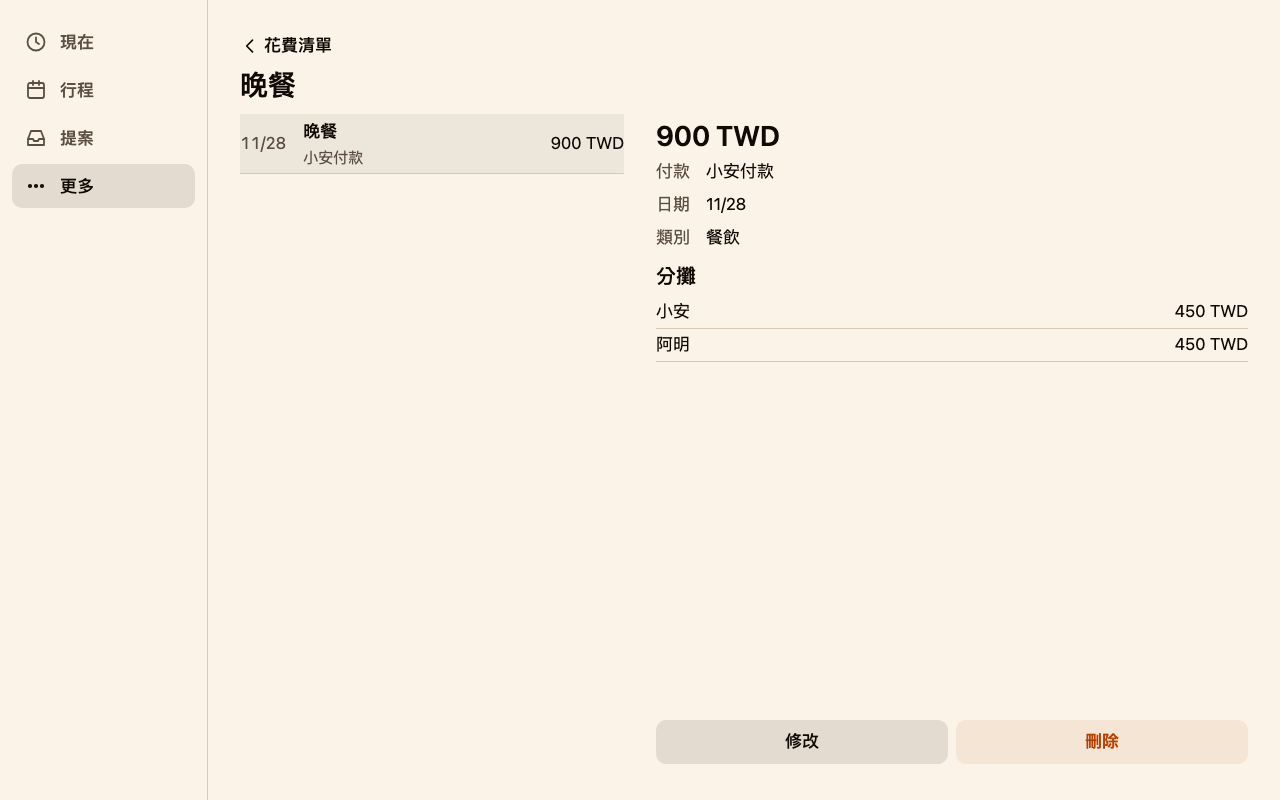 現在
行程
提案
更多
花費清單
晚餐
11/28
晚餐
小安付款
900 TWD
900 TWD
付款 小安付款
日期 11/28
類別 餐飲
分攤
小安 450 TWD
阿明 450 TWD
修改
刪除